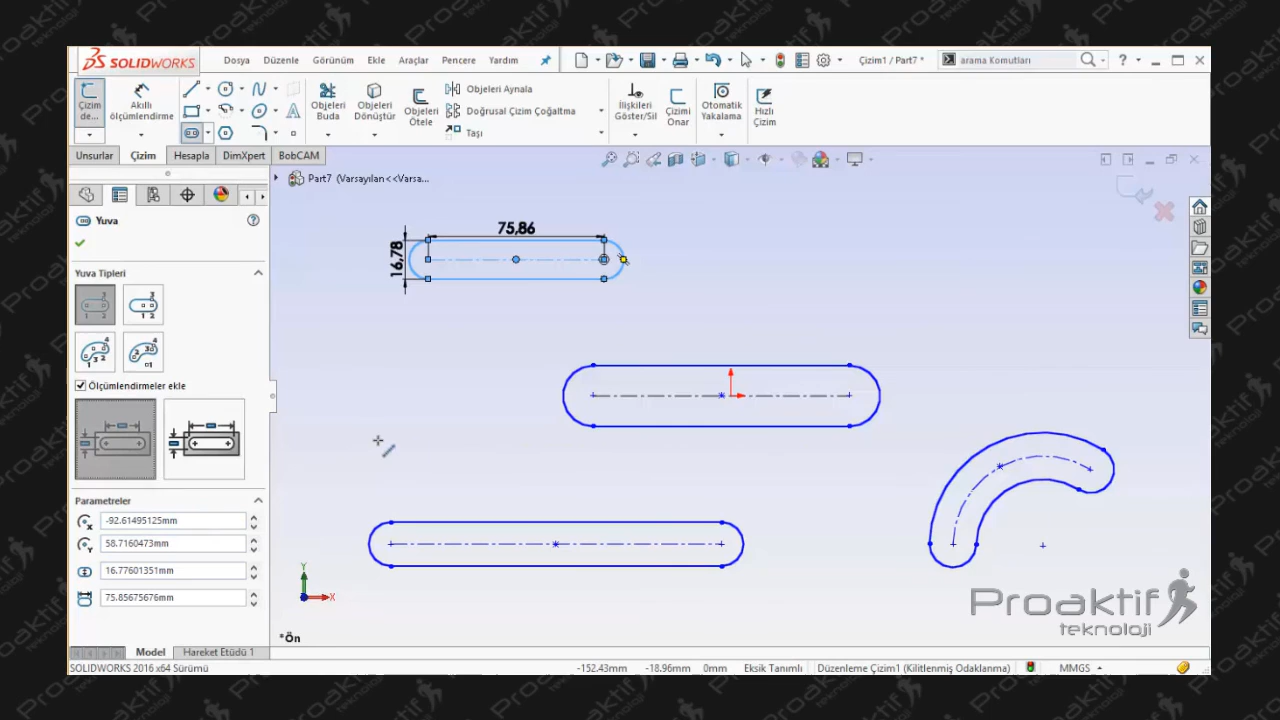 SOLIDWORKS
Dosya Düzenle Görünüm Ekle Araçlar Pencere Yardım
Çizim1 / Part7 *
arama Komutları
Çizim de...
Akıllı ölçümlendirme
Objeleri Buda
Objeleri Dönüştür
Objeleri Ötele
Objeleri Aynala
Doğrusal Çizim Çoğaltma
Taşı
İlişkileri Göster/Sil
Çizimi Onar
Otomatik Yakalama
Hızlı Çizim
Unsurlar Çizim Hesapla DimXpert BobCAM
Part7 (Varsayılan<<Varsa...
Yuva
Yuva Tipleri
Ölçümlendirmeler ekle
Parametreler
-92.61495125mm
58.7160473mm
16.77601351mm
75.85675676mm
75,86
16,78
Y
X
*Ön
Proaktif
teknoloji
Model Hareket Etüdü 1
SOLIDWORKS 2016 x64 Sürümü
-152.43mm -18.96mm 0mm Eksik Tanımlı Düzenleme Çizim1 (Kilitlenmiş Odaklanma) MMGS